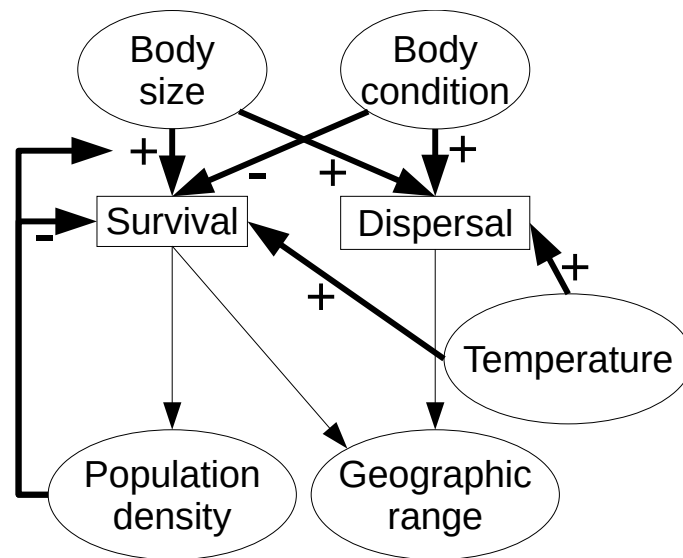 Body
size
Body
condition
+
-
+
+
Survival
Dispersal
-
+
+
Temperature
Population
density
Geographic
range